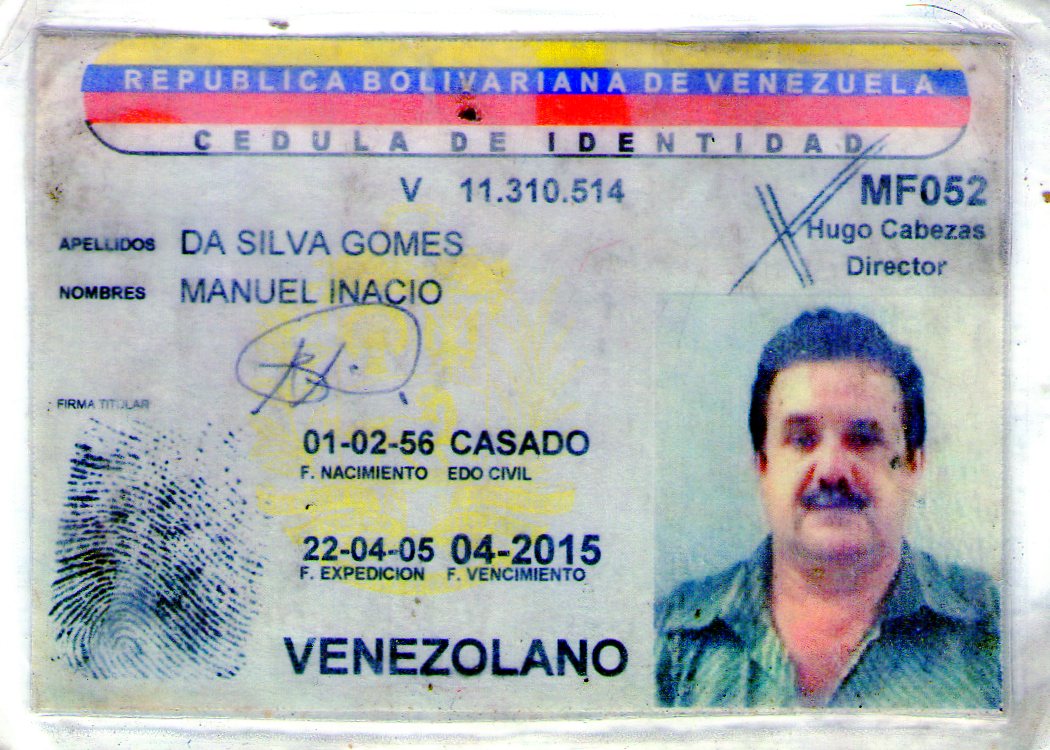 REPUBLICA BOLIVARIANA DE VENEZUELA
CEDULA DE IDENTIDAD
V 11.310.514
MF052
Hugo Cabezas
Director
APELLIDOS DA SILVA GOMES
NOMBRES MANUEL INACIO
FIRMA TITULAR
01-02-56 CASADO
F. NACIMIENTO EDO CIVIL
22-04-05 04-2015
F. EXPEDICION F. VENCIMIENTO
VENEZOLANO